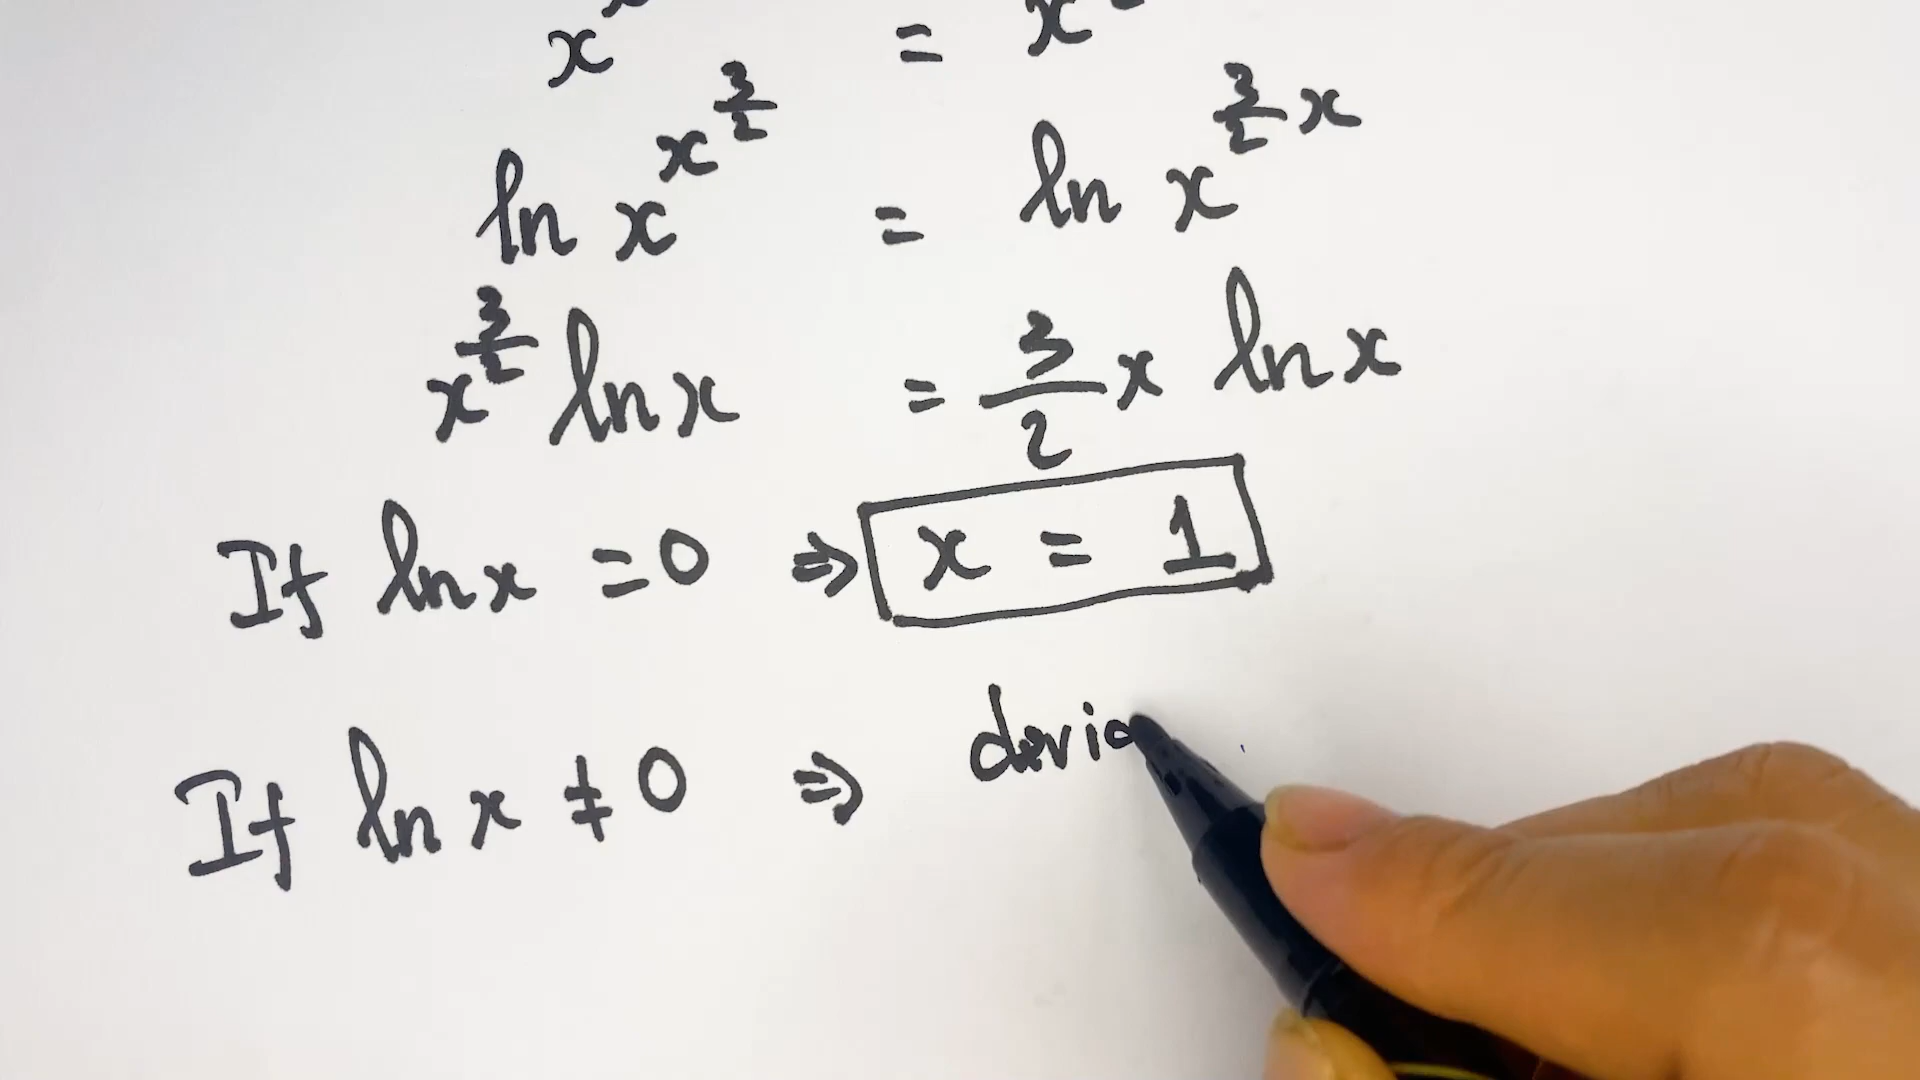 x^x = x
ln x^x^(3/2) = ln x^(3/2 x)
x^(3/2) ln x = 3/2 x ln x
If ln x = 0 ⇒ x = 1
If ln x ≠ 0 ⇒